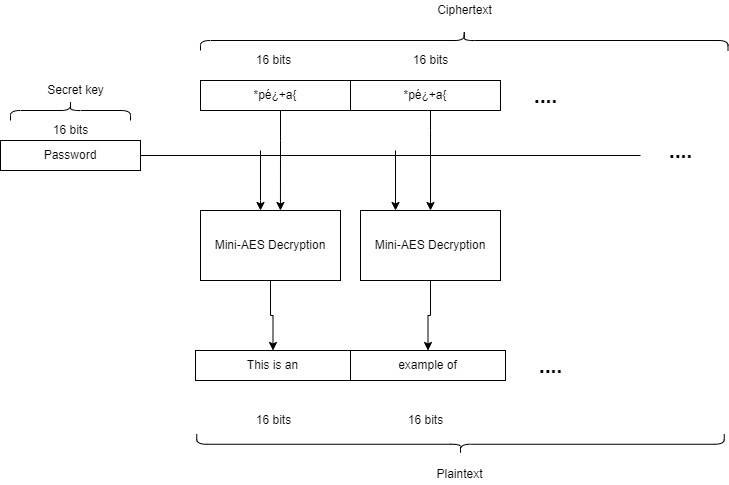 Ciphertext
16 bits 16 bits
Secret key
*pé¿+a{ *pé¿+a{ ....
16 bits
Password ....
Mini-AES Decryption Mini-AES Decryption
This is an example of ....
16 bits 16 bits
Plaintext